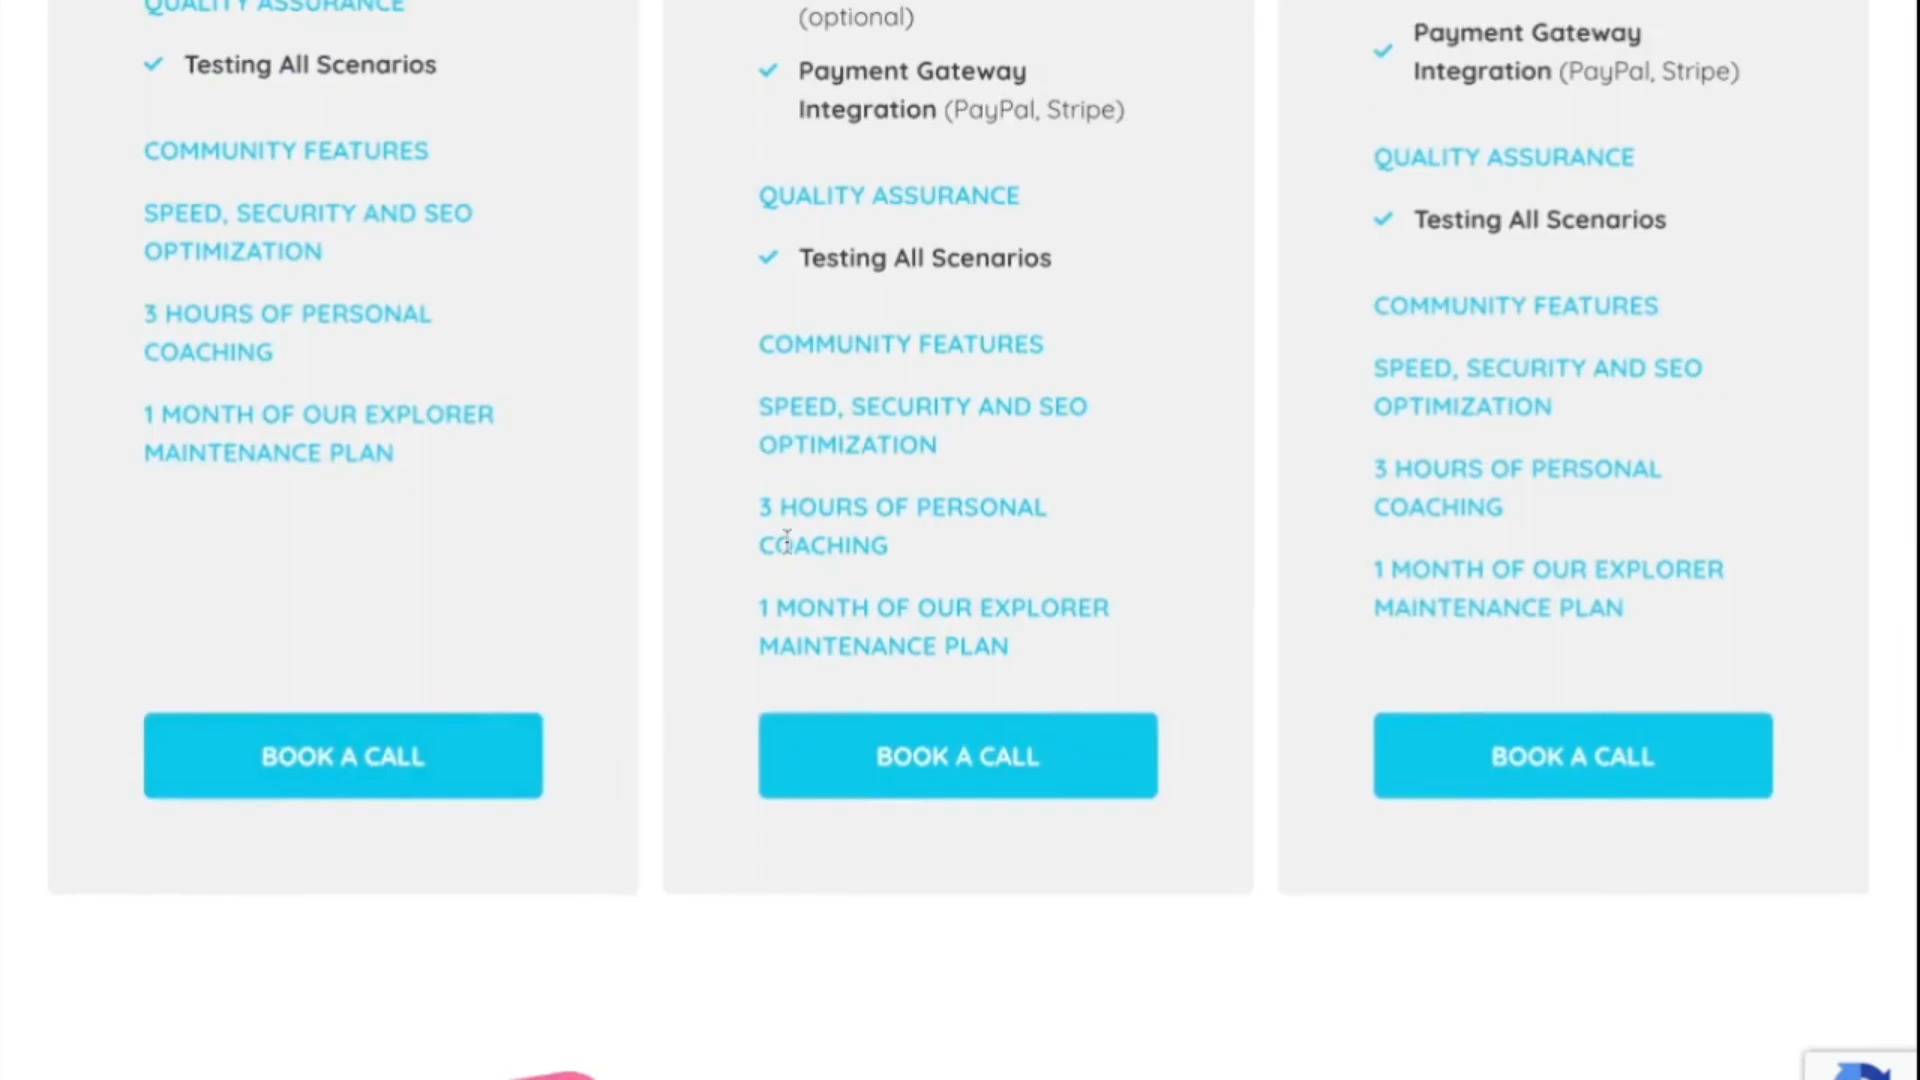 QUALITY ASSURANCE
Testing All Scenarios
COMMUNITY FEATURES
SPEED, SECURITY AND SEO
OPTIMIZATION
3 HOURS OF PERSONAL
COACHING
1 MONTH OF OUR EXPLORER
MAINTENANCE PLAN
BOOK A CALL
(optional)
Payment Gateway
Integration (PayPal, Stripe)
QUALITY ASSURANCE
Testing All Scenarios
COMMUNITY FEATURES
SPEED, SECURITY AND SEO
OPTIMIZATION
3 HOURS OF PERSONAL
COACHING
1 MONTH OF OUR EXPLORER
MAINTENANCE PLAN
BOOK A CALL
Payment Gateway
Integration (PayPal, Stripe)
QUALITY ASSURANCE
Testing All Scenarios
COMMUNITY FEATURES
SPEED, SECURITY AND SEO
OPTIMIZATION
3 HOURS OF PERSONAL
COACHING
1 MONTH OF OUR EXPLORER
MAINTENANCE PLAN
BOOK A CALL